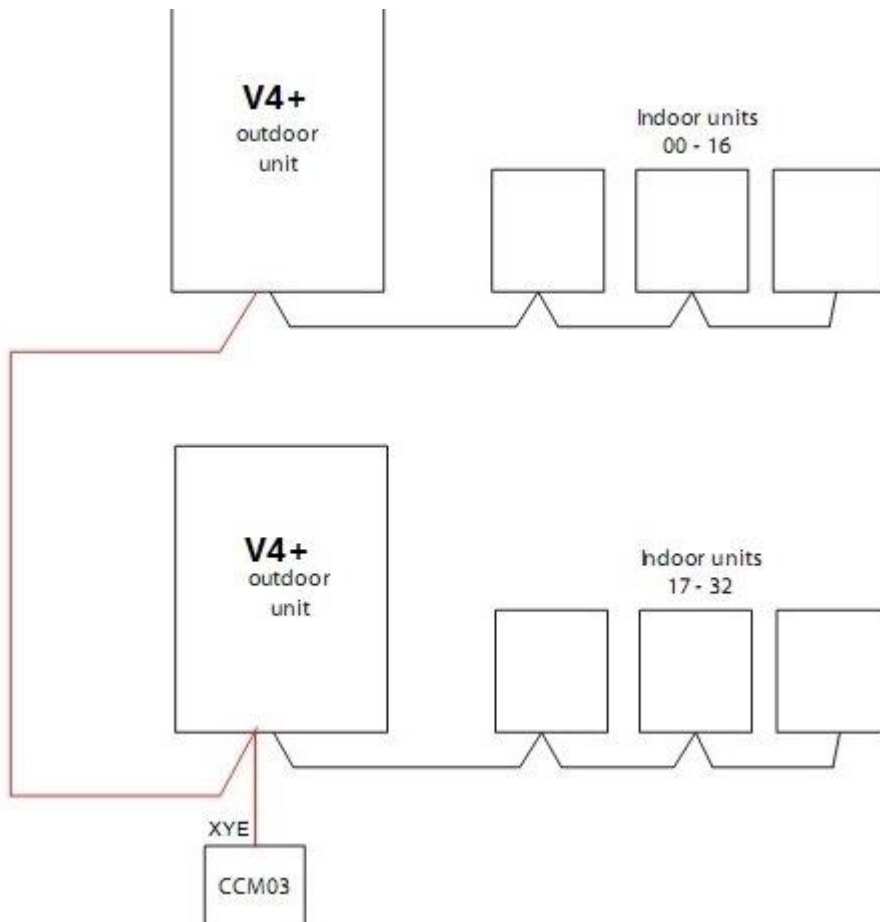 V4+
outdoor
unit
Indoor units
00 - 16
V4+
outdoor
unit
Indoor units
17 - 32
XYE
CCM03